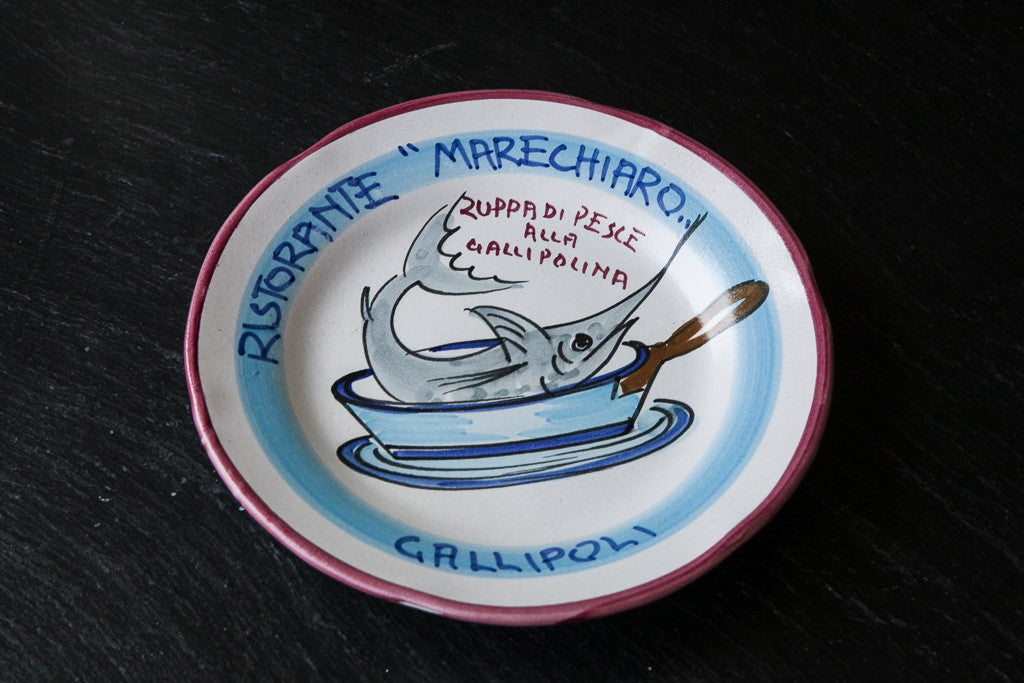 RISTORANTE "MARECHIARO"
ZUPPA DI PESCE
ALLA
GALLIPOLINA
GALLIPOLI